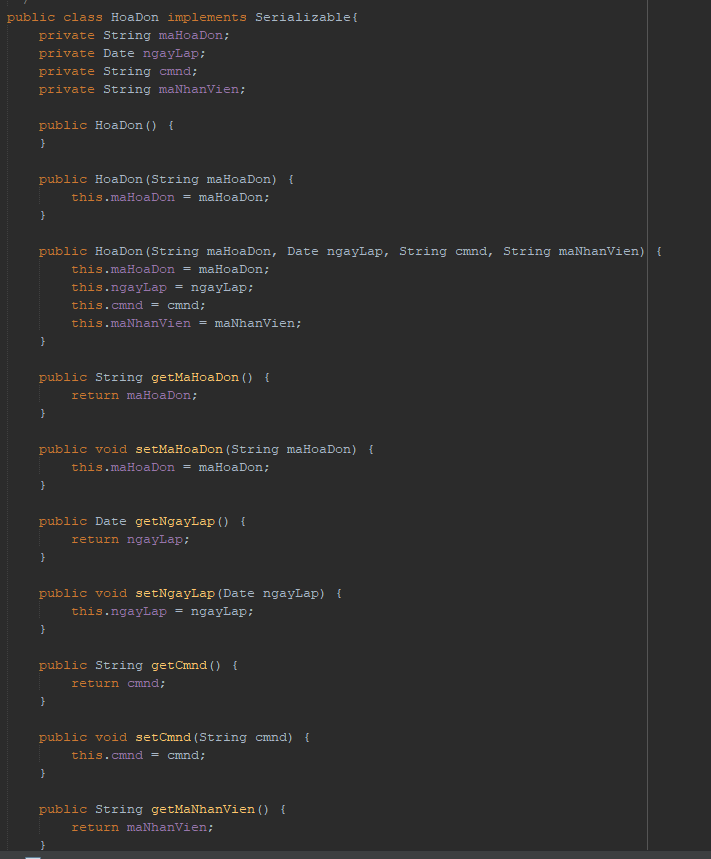 public class HoaDon implements Serializable{
    private String maHoaDon;
    private Date ngayLap;
    private String cmnd;
    private String maNhanVien;

    public HoaDon() {
    }

    public HoaDon(String maHoaDon) {
        this.maHoaDon = maHoaDon;
    }

    public HoaDon(String maHoaDon, Date ngayLap, String cmnd, String maNhanVien) {
        this.maHoaDon = maHoaDon;
        this.ngayLap = ngayLap;
        this.cmnd = cmnd;
        this.maNhanVien = maNhanVien;
    }

    public String getMaHoaDon() {
        return maHoaDon;
    }

    public void setMaHoaDon(String maHoaDon) {
        this.maHoaDon = maHoaDon;
    }

    public Date getNgayLap() {
        return ngayLap;
    }

    public void setNgayLap(Date ngayLap) {
        this.ngayLap = ngayLap;
    }

    public String getCmnd() {
        return cmnd;
    }

    public void setCmnd(String cmnd) {
        this.cmnd = cmnd;
    }

    public String getMaNhanVien() {
        return maNhanVien;
    }